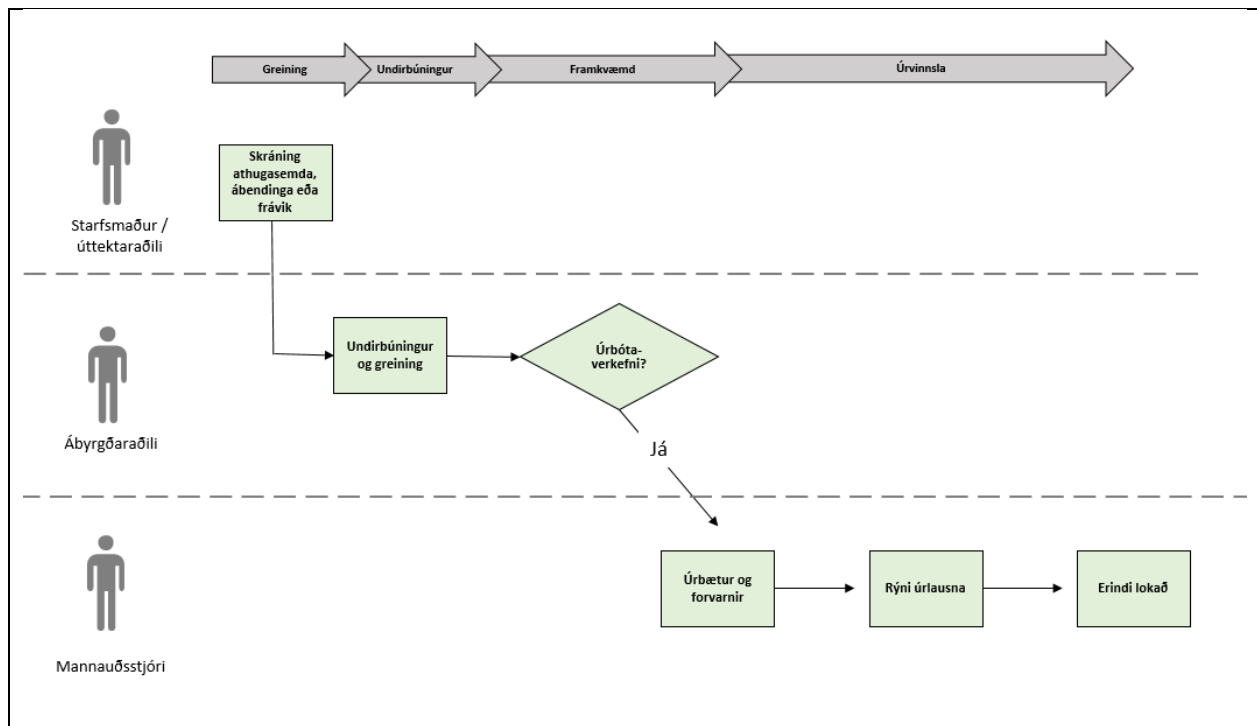 Greining
Undirbúningur
Framkvæmd
Úrvinnsla
Skráning
athugasemda,
ábendinga eða
frávik
Starfsmaður /
úttektaraðili
Undirbúningur
og greining
Úrbóta-
verkefni?
Ábyrgðaraðili
Já
Úrbætur og
forvarnir
Rýni úrlausna
Erindi lokað
Mannauðsstjóri